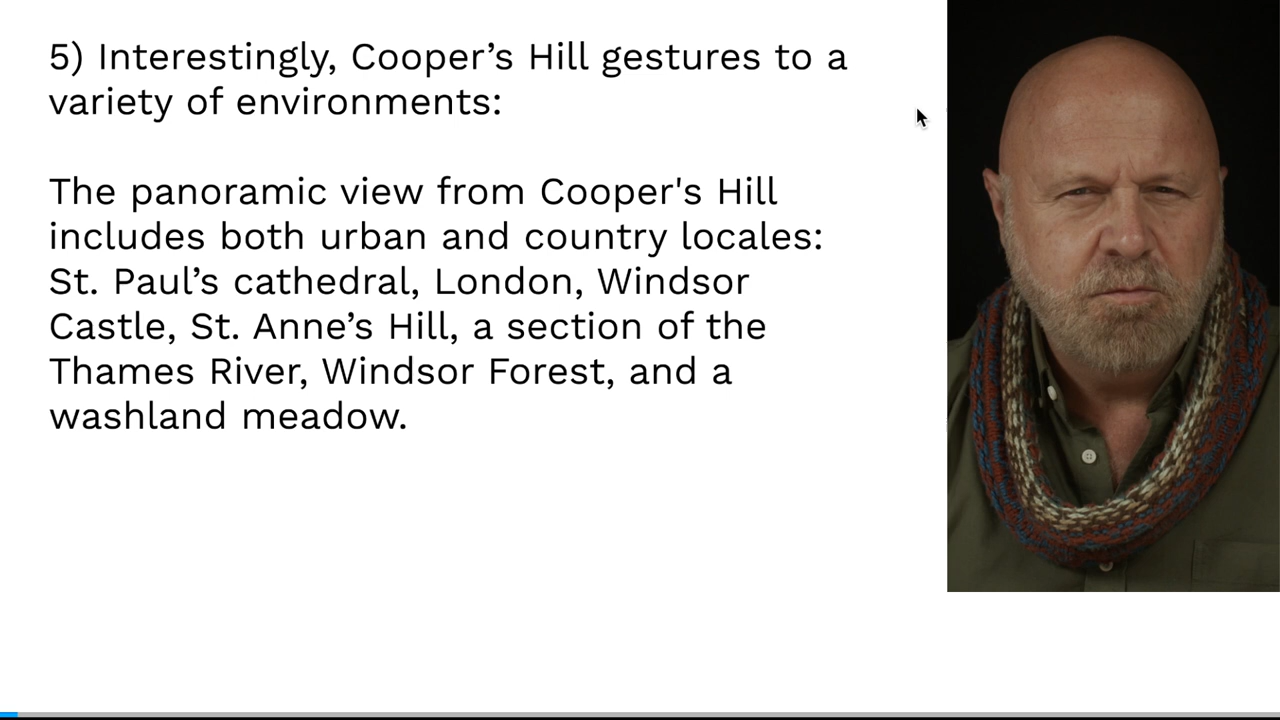 5) Interestingly, Cooper’s Hill gestures to a
variety of environments:
The panoramic view from Cooper's Hill
includes both urban and country locales:
St. Paul’s cathedral, London, Windsor
Castle, St. Anne’s Hill, a section of the
Thames River, Windsor Forest, and a
washland meadow.